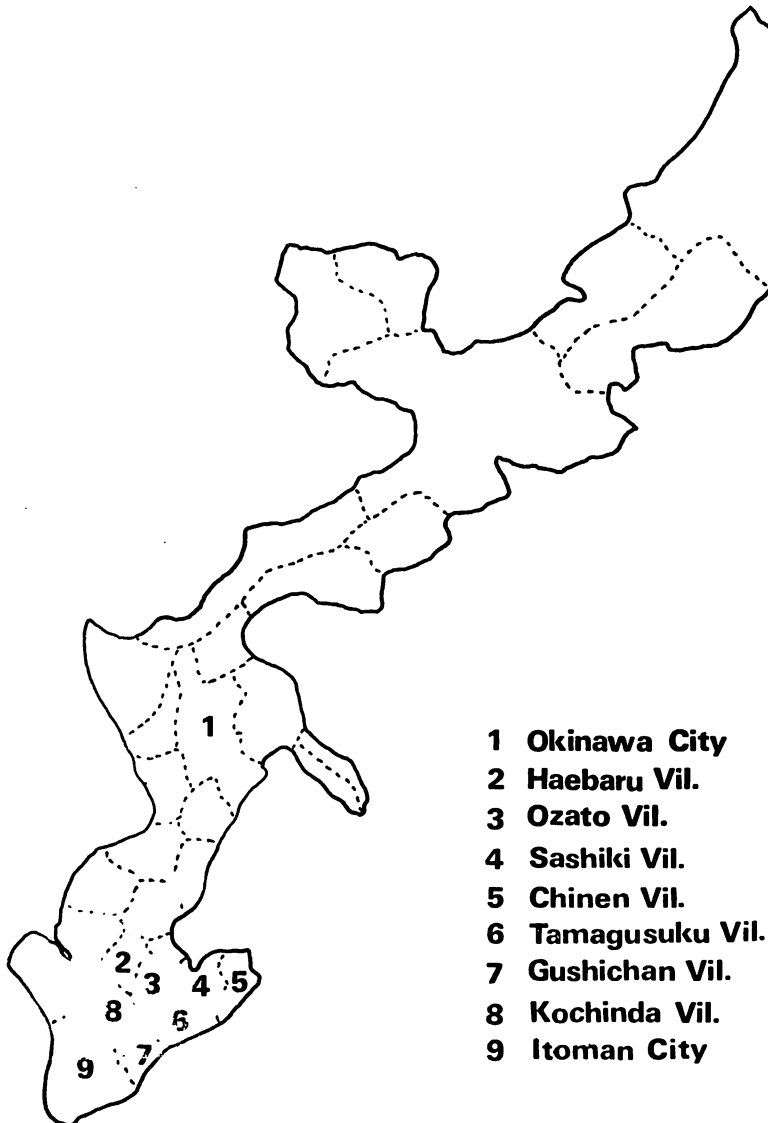 1
2
3
4
5
6
7
8
9
1 Okinawa City
2 Haebaru Vil.
3 Ozato Vil.
4 Sashiki Vil.
5 Chinen Vil.
6 Tamagusuku Vil.
7 Gushichan Vil.
8 Kochinda Vil.
9 Itoman City